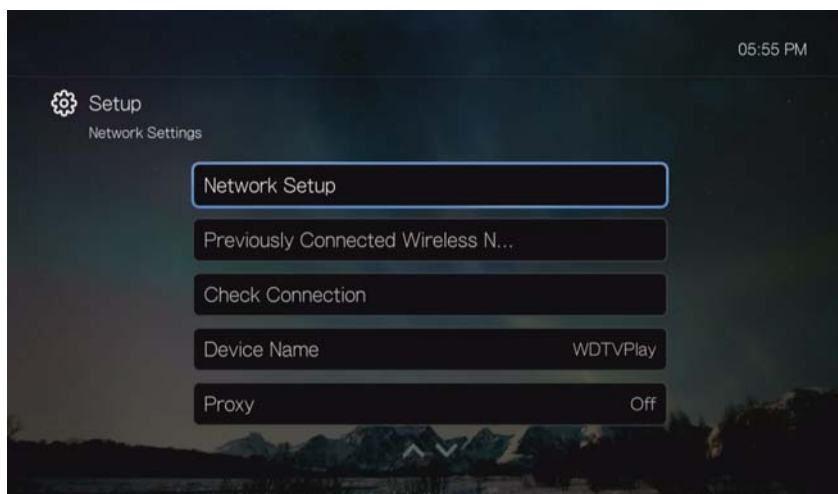 05:55 PM
Setup
Network Settings
Network Setup
Previously Connected Wireless N...
Check Connection
Device Name WDTVPlay
Proxy Off